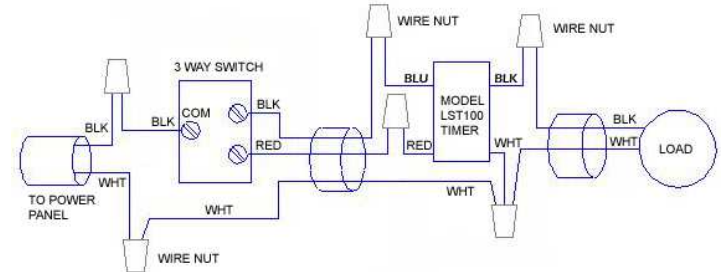 WIRE NUT
WIRE NUT
3 WAY SWITCH
BLU
BLK
MODEL
LST100
TIMER
COM
BLK
BLK
BLK
BLK
RED
RED
WHT
WHT
LOAD
WHT
WHT
WHT
TO POWER
PANEL
WIRE NUT